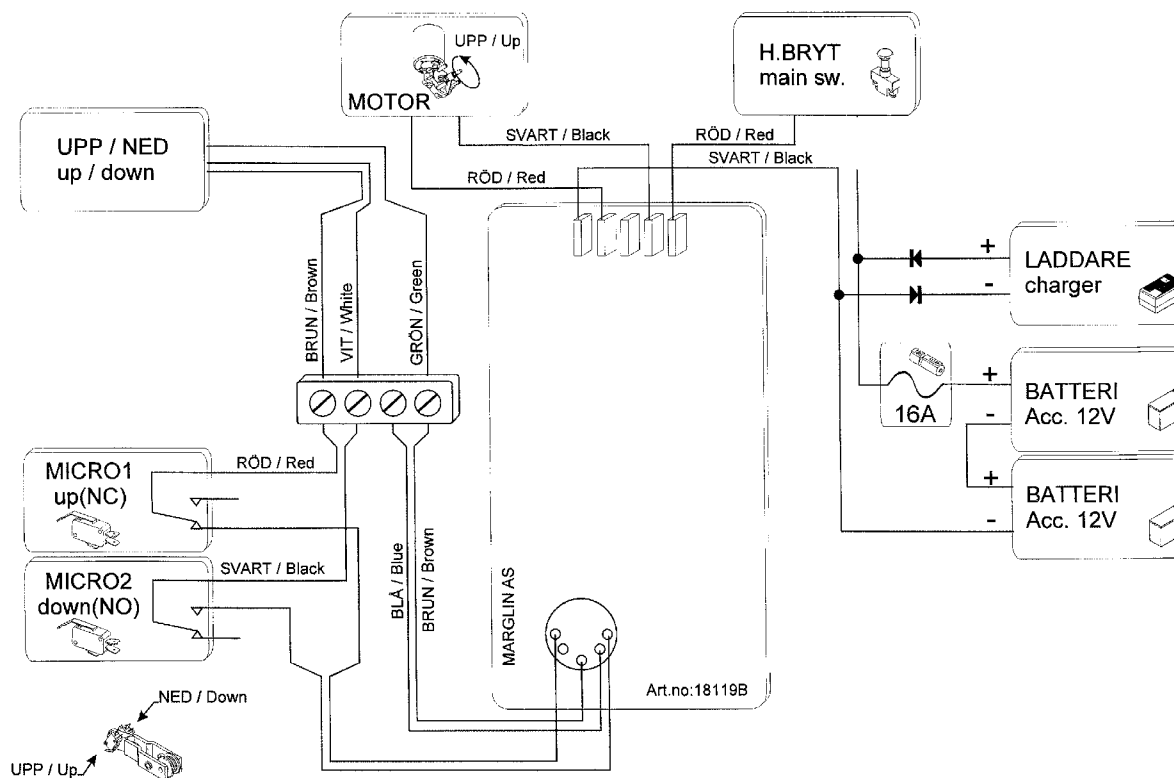 UPP / Up
MOTOR
H.BRYT
main sw.
UPP / NED
up / down
SVART / Black
RÖD / Red
SVART / Black
RÖD / Red
BRUN / Brown
VIT / White
GRÖN / Green
+
-
LADDARE
charger
16A
+
-
BATTERI
Acc. 12V
+
-
BATTERI
Acc. 12V
MICRO1
up(NC)
RÖD / Red
MICRO2
down(NO)
SVART / Black
BLÅ / Blue
BRUN / Brown
MARGLIN AS
Art.no:18119B
NED / Down
UPP / Up